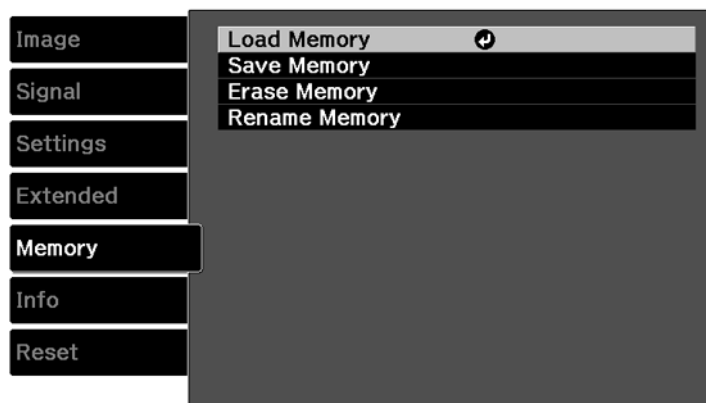 Image
Signal
Settings
Extended
Memory
Info
Reset
Load Memory
Save Memory
Erase Memory
Rename Memory